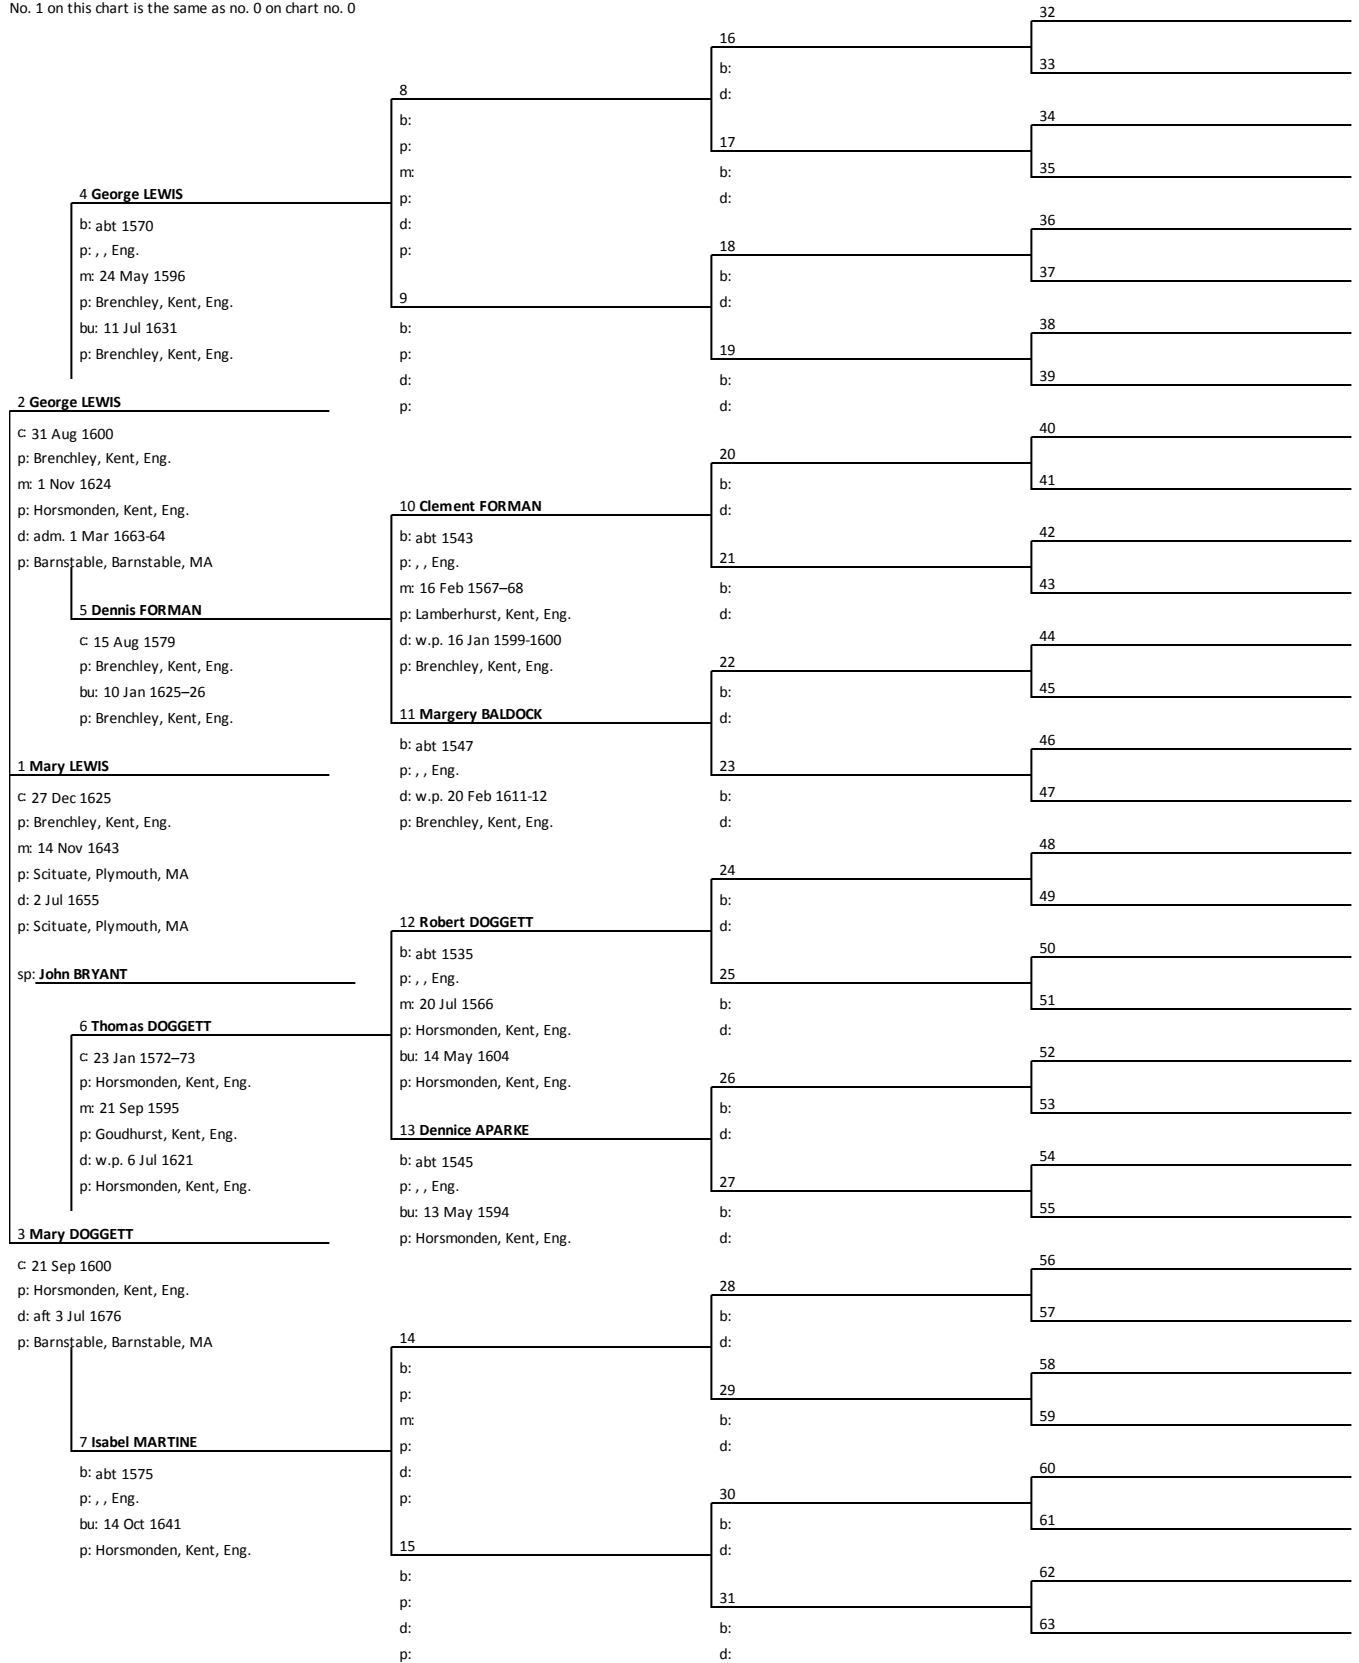 No. 1 on this chart is the same as no. 0 on chart no. 0
4 George LEWIS
b: abt 1570
p: , , Eng.
m: 24 May 1596
p: Brenchley, Kent, Eng.
bu: 11 Jul 1631
p: Brenchley, Kent, Eng.
2 George LEWIS
c: 31 Aug 1600
p: Brenchley, Kent, Eng.
m: 1 Nov 1624
p: Horsmonden, Kent, Eng.
d: adm. 1 Mar 1663-64
p: Barnstable, Barnstable, MA
5 Dennis FORMAN
c: 15 Aug 1579
p: Brenchley, Kent, Eng.
bu: 10 Jan 1625–26
p: Brenchley, Kent, Eng.
1 Mary LEWIS
c: 27 Dec 1625
p: Brenchley, Kent, Eng.
m: 14 Nov 1643
p: Scituate, Plymouth, MA
d: 2 Jul 1655
p: Scituate, Plymouth, MA
sp: John BRYANT
6 Thomas DOGGETT
c: 23 Jan 1572–73
p: Horsmonden, Kent, Eng.
m: 21 Sep 1595
p: Goudhurst, Kent, Eng.
d: w.p. 6 Jul 1621
p: Horsmonden, Kent, Eng.
3 Mary DOGGETT
c: 21 Sep 1600
p: Horsmonden, Kent, Eng.
d: aft 3 Jul 1676
p: Barnstable, Barnstable, MA
7 Isabel MARTINE
b: abt 1575
p: , , Eng.
bu: 14 Oct 1641
p: Horsmonden, Kent, Eng.
8
b:
p:
m:
p:
d:
p:
9
b:
p:
d:
p:
10 Clement FORMAN
b: abt 1543
p: , , Eng.
m: 16 Feb 1567–68
p: Lamberhurst, Kent, Eng.
d: w.p. 16 Jan 1599-1600
p: Brenchley, Kent, Eng.
11 Margery BALDOCK
b: abt 1547
p: , , Eng.
d: w.p. 20 Feb 1611-12
p: Brenchley, Kent, Eng.
12 Robert DOGGETT
b: abt 1535
p: , , Eng.
m: 20 Jul 1566
p: Horsmonden, Kent, Eng.
bu: 14 May 1604
p: Horsmonden, Kent, Eng.
13 Dennice APARKE
b: abt 1545
p: , , Eng.
bu: 13 May 1594
p: Horsmonden, Kent, Eng.
14
b:
p:
m:
p:
d:
p:
15
b:
p:
d:
p:
16
b:
d:
17
b:
d:
18
b:
d:
19
b:
d:
20
b:
d:
21
b:
d:
22
b:
d:
23
b:
d:
24
b:
d:
25
b:
d:
26
b:
d:
27
b:
d:
28
b:
d:
29
b:
d:
30
b:
d:
31
b:
d:
32
33
34
35
36
37
38
39
40
41
42
43
44
45
46
47
48
49
50
51
52
53
54
55
56
57
58
59
60
61
62
63